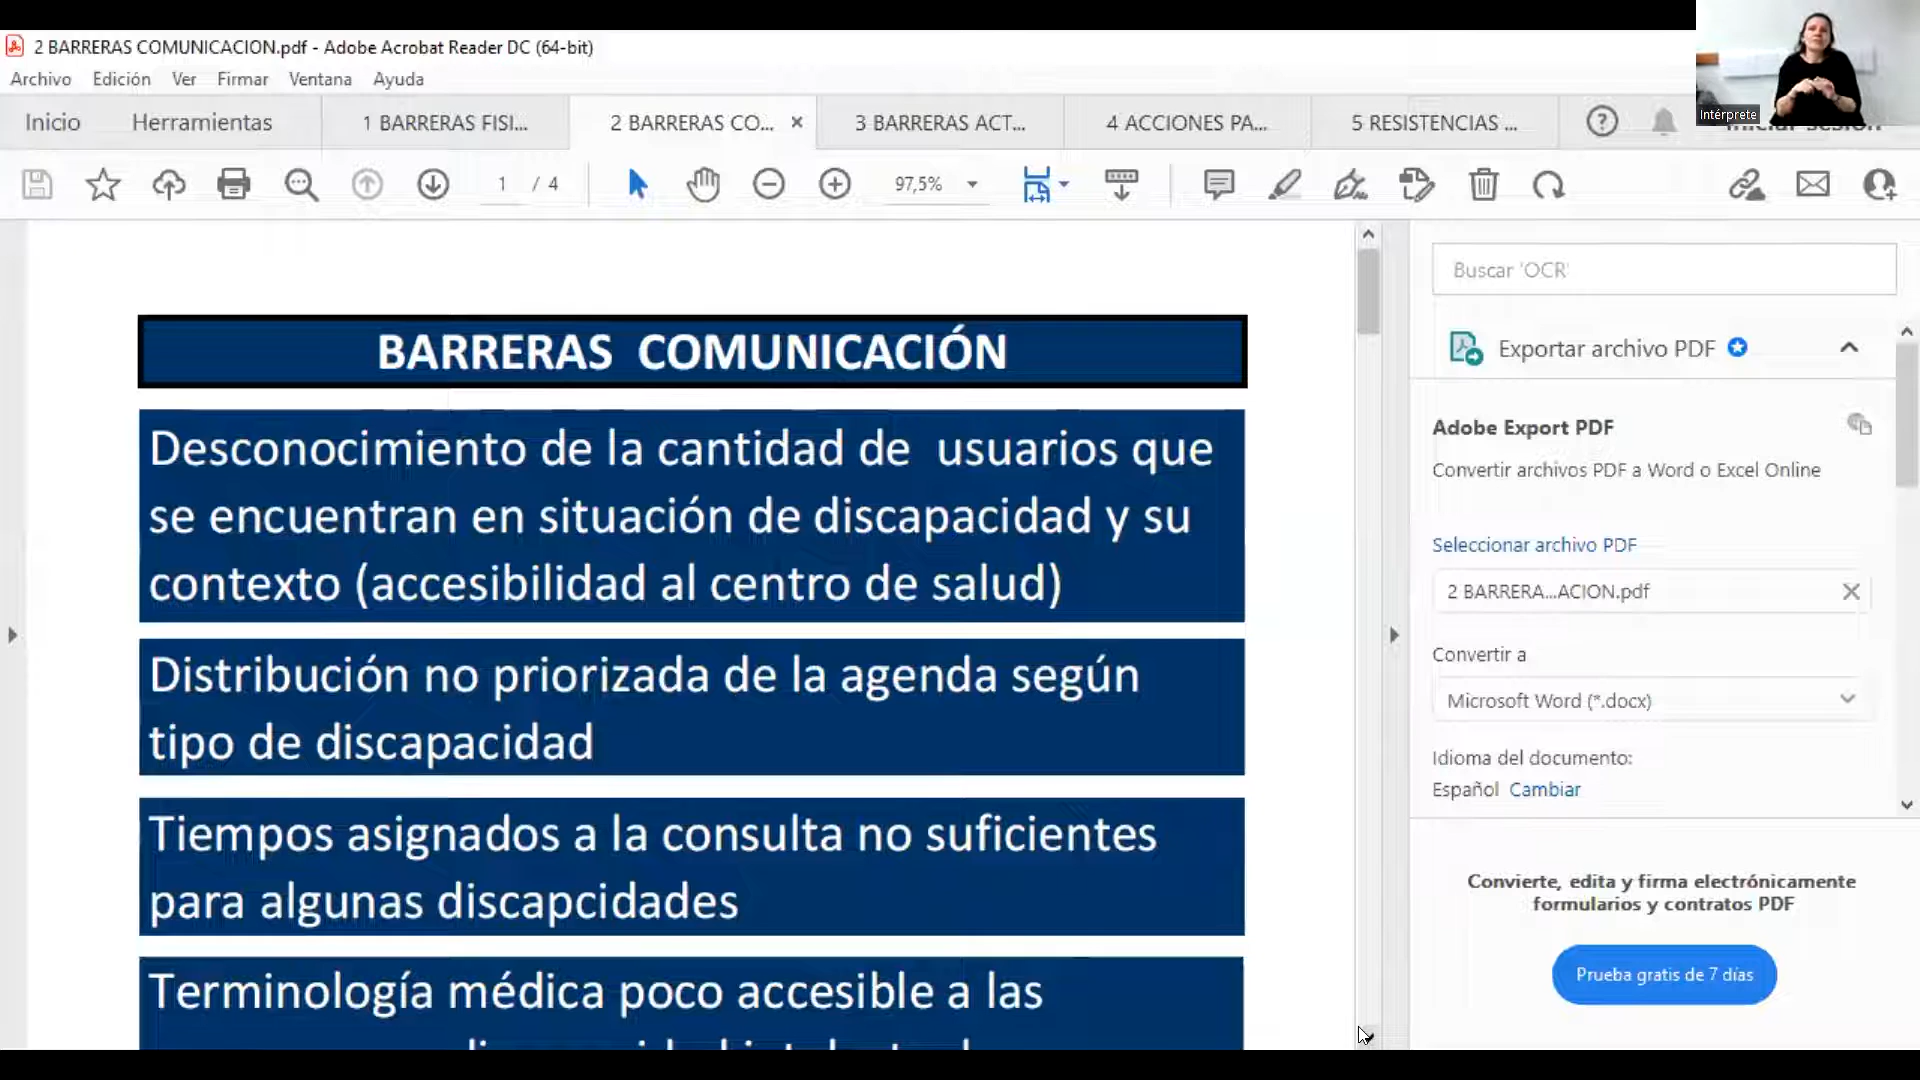 2 BARRERAS COMUNICACION.pdf - Adobe Acrobat Reader DC (64-bit)
Archivo Edición Ver Firmar Ventana Ayuda
Intérprete
Inicio Herramientas 1 BARRERAS FISI... 2 BARRERAS CO... 3 BARRERAS ACT... 4 ACCIONES PA... 5 RESISTENCIAS ...
1 / 4 97,5%
BARRERAS COMUNICACIÓN
Desconocimiento de la cantidad de usuarios que
se encuentran en situación de discapacidad y su
contexto (accesibilidad al centro de salud)
Distribución no priorizada de la agenda según
tipo de discapacidad
Tiempos asignados a la consulta no suficientes
para algunas discapcidades
Terminología médica poco accesible a las
Buscar 'OCR'
Exportar archivo PDF
Adobe Export PDF
Convertir archivos PDF a Word o Excel Online
Seleccionar archivo PDF
2 BARRERA...ACION.pdf
Convertir a
Microsoft Word (*.docx)
Idioma del documento:
Español Cambiar
Convierte, edita y firma electrónicamente
formularios y contratos PDF
Prueba gratis de 7 días